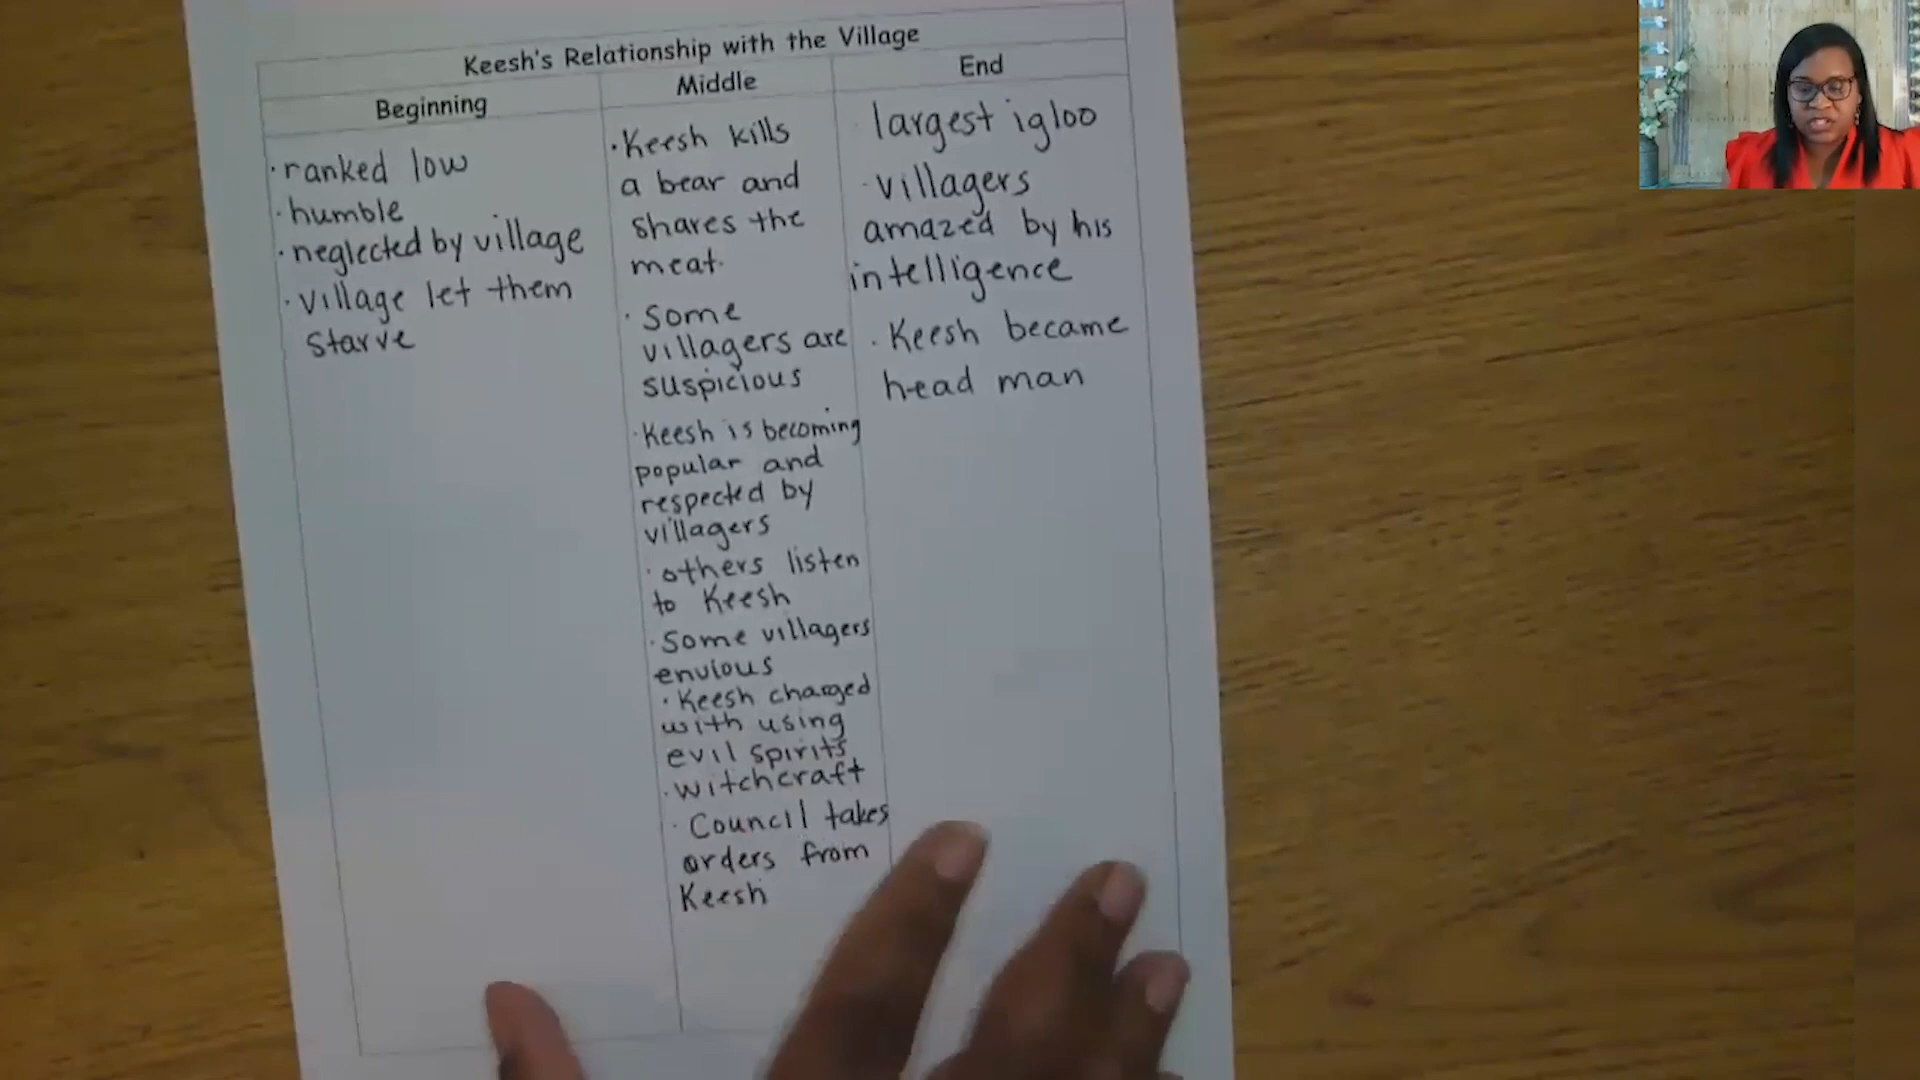 Keesh's Relationship with the Village
Beginning
· ranked low
· humble
· neglected by village
· village let them
starve
Middle
· Keesh kills
a bear and
shares the
meat.
· Some
villagers are
suspicious
· Keesh is becoming
popular and
respected by
villagers
· others listen
to Keesh
· Some villagers
envious
· Keesh charged
with using
evil spirits
· witchcraft
· Council takes
orders from
Keesh
End
largest igloo
· villagers
amazed by his
intelligence
· Keesh became
head man